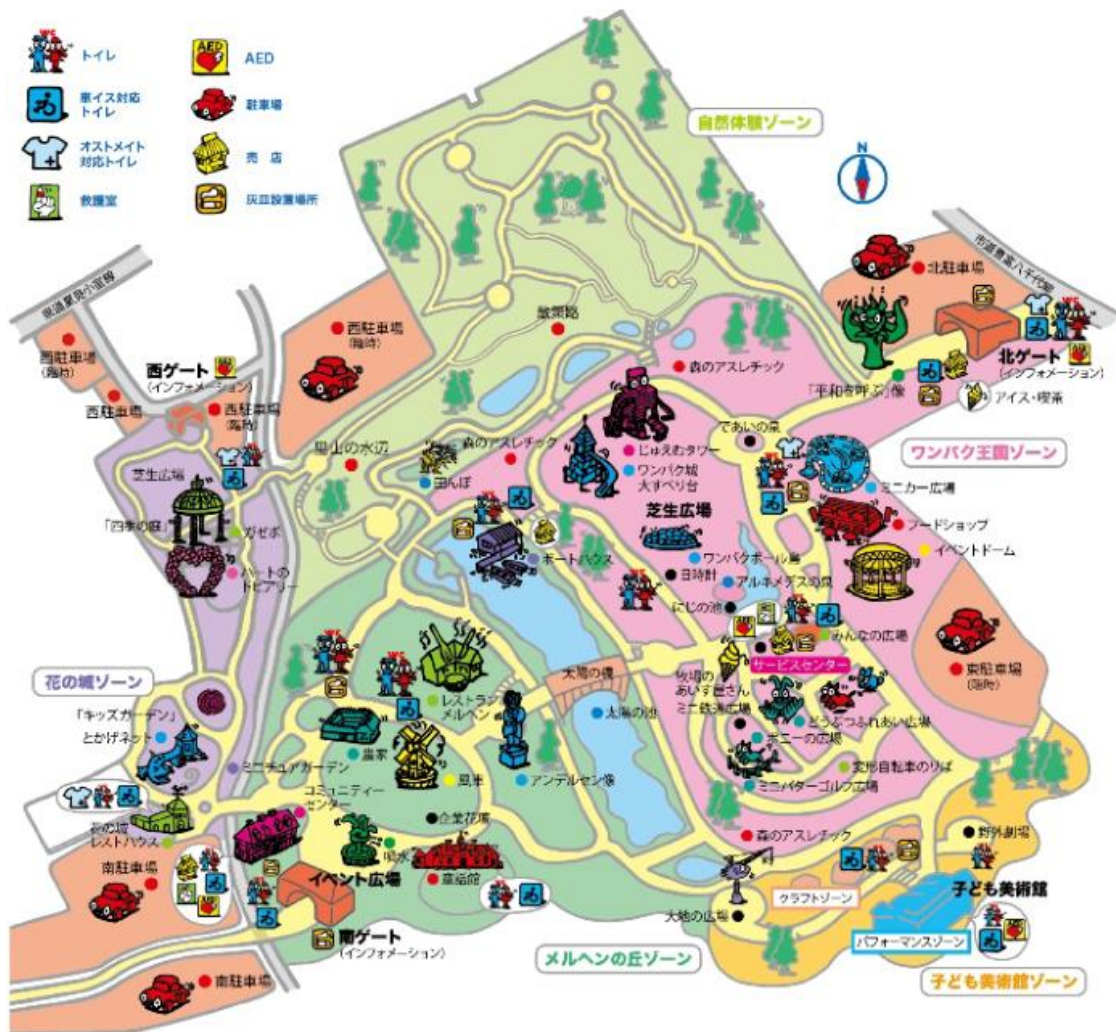 WC
トイレ
AED
AED
車イス対応
トイレ
駐車場
オストメイト
対応トイレ
売 店
救護室
灰皿設置場所
自然体験ゾーン
N
北駐車場
西駐車場
(臨時)
散策路
西駐車場
(臨時)
西ゲート
(インフォメーション)
森のアスレチック
北ゲート
(インフォメーション)
「平和を呼ぶ」像
アイス・喫茶
西駐車場
西駐車場
(臨時)
であいの泉
里山の水辺
森のアスレチック
じゅえむタワー
ワンパク王国ゾーン
芝生広場
田んぼ
ワンパク城
大すべり台
ミニカー広場
芝生広場
「四季の庭」
ガゼボ
フードショップ
ボートハウス
ワンパクボール島
イベントドーム
ハートの
トピアリー
日時計
アルキメデスの泉
にじの池
みんなの広場
サービスセンター
太陽の橋
牧場の
あいす屋さん
東駐車場
(臨時)
花の城ゾーン
レストラン
メルヘン
ミニ鉄道広場
太陽の池
どうぶつふれあい広場
「キッズガーデン」
とかげネット
ポニーの広場
農家
変形自転車のりば
ミニチュアガーデン
風車
アンデルセン像
ミニパターゴルフ広場
コミュニティー
センター
企業花壇
花の城
レストハウス
森のアスレチック
野外劇場
噴水
南駐車場
イベント広場
童話館
子ども美術館
クラフトゾーン
大地の広場
南ゲート
(インフォメーション)
パフォーマンスゾーン
メルヘンの丘ゾーン
南駐車場
子ども美術館ゾーン